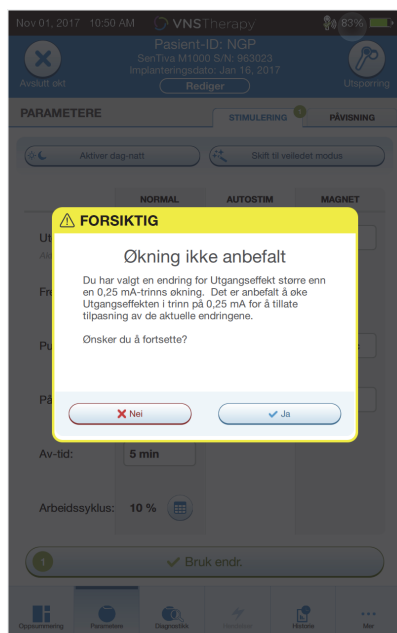 Nov 01, 2017 10:50 AM VNSTherapy 83%
Pasient-ID: NGP
SenTiva M1000 S/N: 963023
Implanteringsdato: Jan 16, 2017
Avslutt økt Rediger Utsperring
PARAMETERE STIMULERING ! PÅVISNING
Aktiver dag-natt Skift til veiledet modus
NORMAL AUTOSTIM MAGNET
FORSIKTIG
Økning ikke anbefalt
Du har valgt en endring for Utgangseffekt større enn
en 0,25 mA-trinns økning. Det er anbefalt å øke
Utgangseffekten i trinn på 0,25 mA for å tillate
tilpasning av de aktuelle endringene.
Ønsker du å fortsette?
Nei Ja
Av-tid: 5 min
Arbeidssyklus: 10 %
1 Bruk endr.
Oppsummering Parametere Diagnostikk Historie Mer